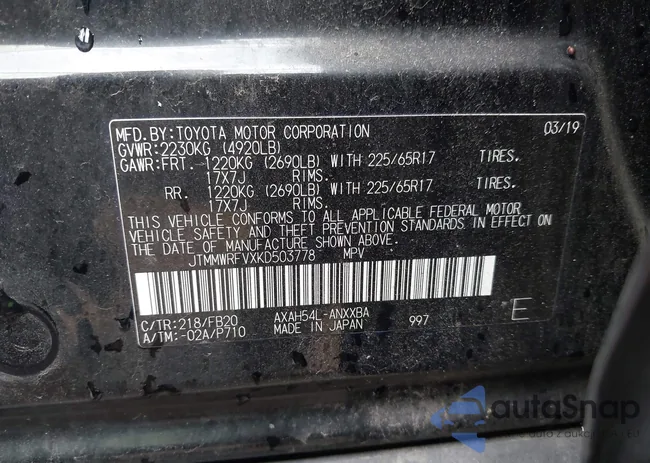 MFD.BY:TOYOTA MOTOR CORPORATION 03/19
GVWR:2230KG (4920LB)
GAWR:FRT. 1220KG (2690LB) WITH 225/65R17 TIRES.
17X7J RIMS.
RR. 1220KG (2690LB) WITH 225/65R17 TIRES.
17X7J RIMS.
THIS VEHICLE CONFORMS TO ALL APPLICABLE FEDERAL MOTOR
VEHICLE SAFETY AND THEFT PREVENTION STANDARDS IN EFFECT ON
THE DATE OF MANUFACTURE SHOWN ABOVE.
JTMMWRFVXKD503778 MPV
C/TR:218/FB20 AXAH54L-ANXXBA
A/TM:-02A/P710 MADE IN JAPAN 997 E
autaSnap
auta z aukcji